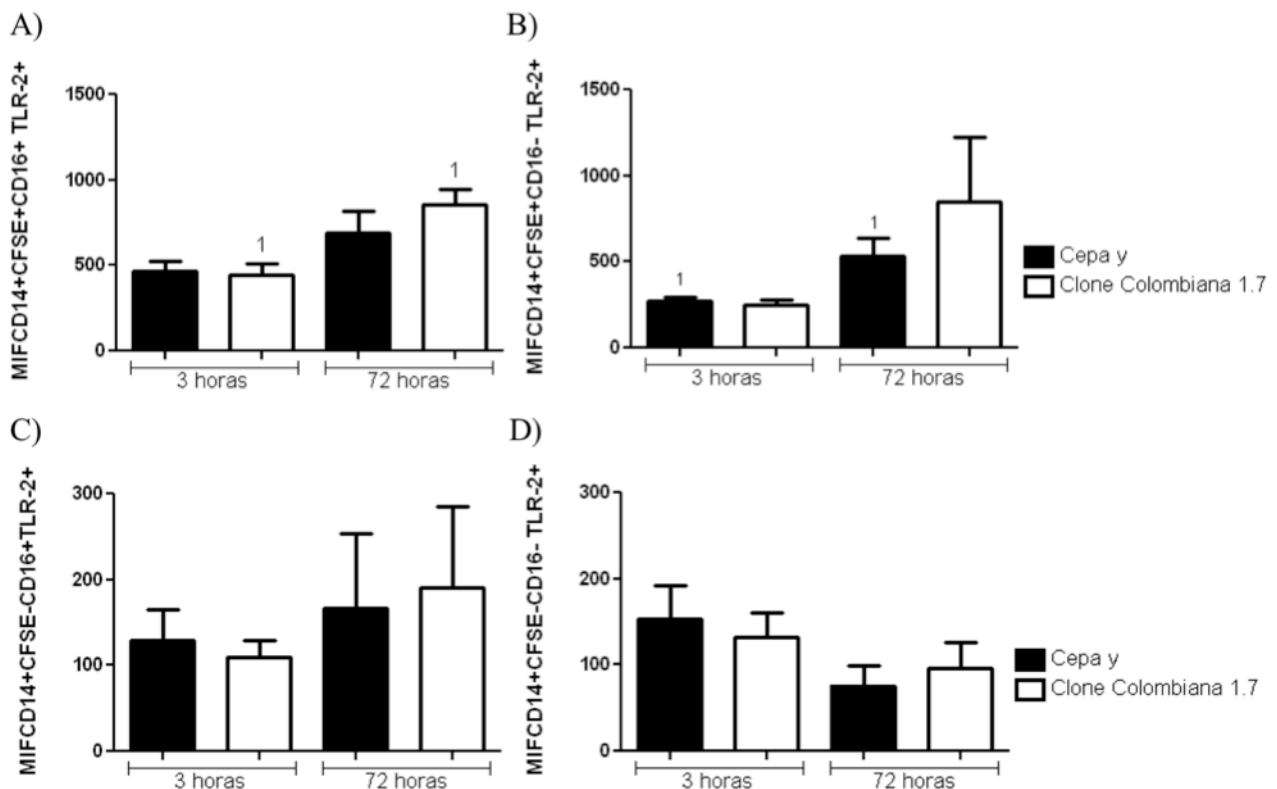 A)
MIFCD14+CFSE+CD16+ TLR-2+
1500
1000
500
0
1
1
3 horas
72 horas
B)
MIFCD14+CFSE+CD16- TLR-2+
1500
1000
500
0
1
1
3 horas
72 horas
Cepa y
Clone Colombiana 1.7
C)
MIFCD14+CFSE-CD16+TLR-2+
300
200
100
0
3 horas
72 horas
D)
MIFCD14+CFSE-CD16- TLR-2+
300
200
100
0
3 horas
72 horas
Cepa y
Clone Colombiana 1.7